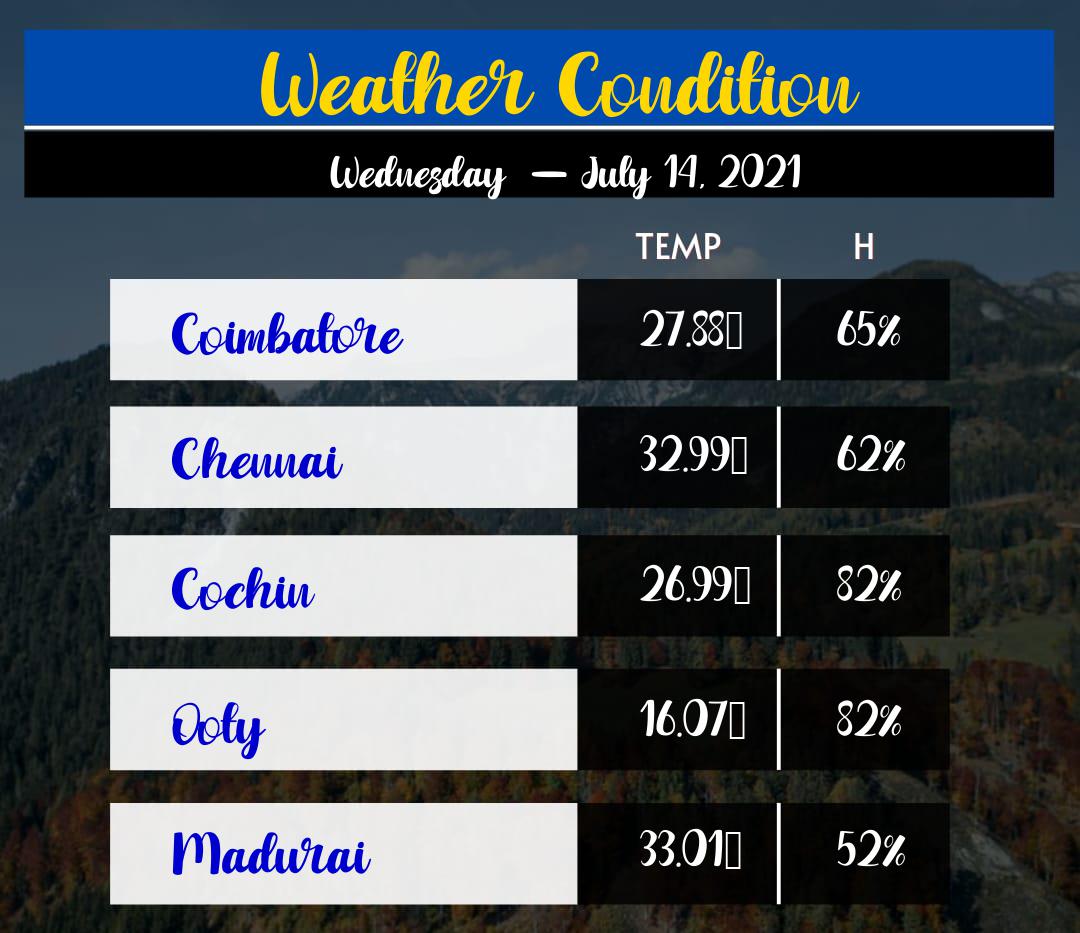 Weather Condition
Wednesday — July 14, 2021
TEMP H
Coimbatore 27.88▯ 65%
Chennai 32.99▯ 62%
Cochin 26.99▯ 82%
Ooty 16.07▯ 82%
Madurai 33.01▯ 52%